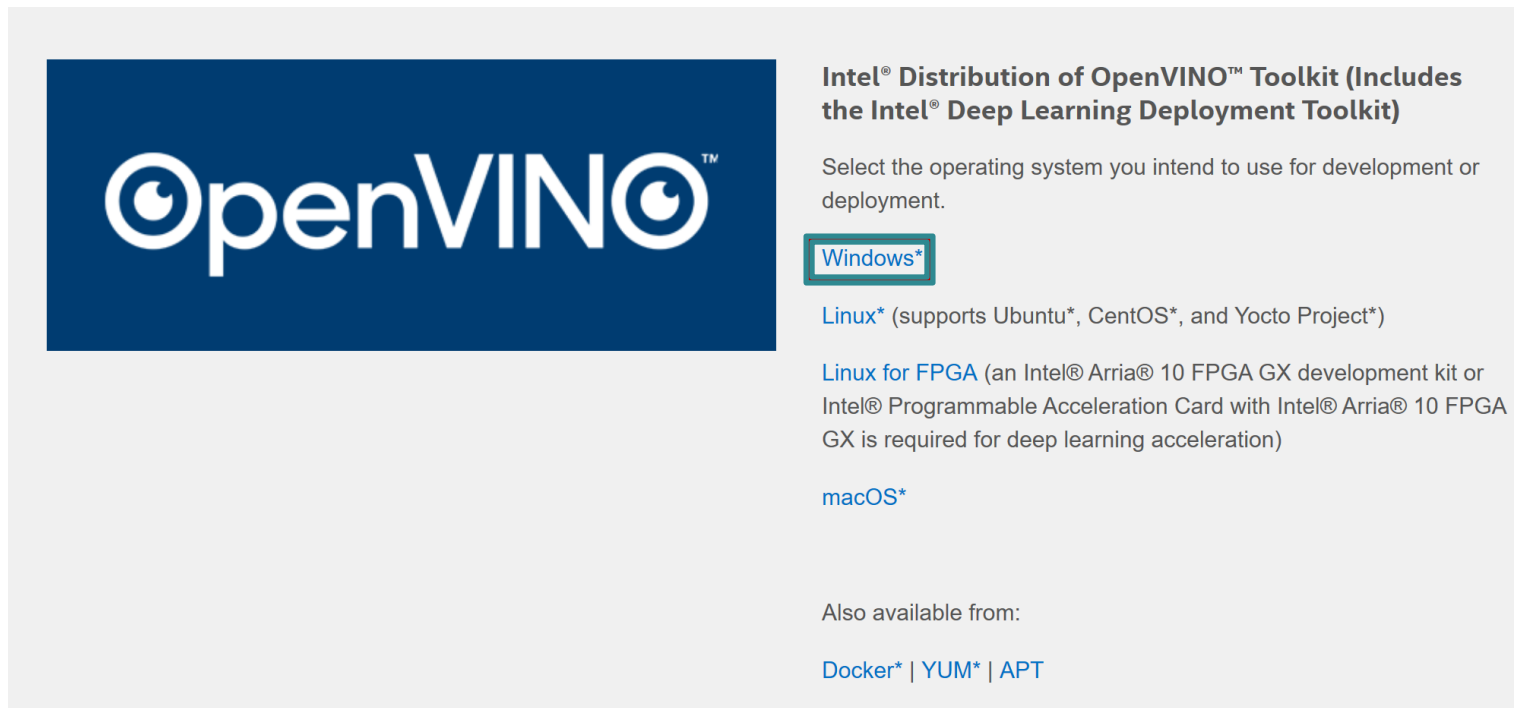 OpenVINO™
Intel® Distribution of OpenVINO™ Toolkit (Includes
the Intel® Deep Learning Deployment Toolkit)
Select the operating system you intend to use for development or
deployment.
Windows*
Linux* (supports Ubuntu*, CentOS*, and Yocto Project*)
Linux for FPGA (an Intel® Arria® 10 FPGA GX development kit or
Intel® Programmable Acceleration Card with Intel® Arria® 10 FPGA
GX is required for deep learning acceleration)
macOS*
Also available from:
Docker* | YUM* | APT